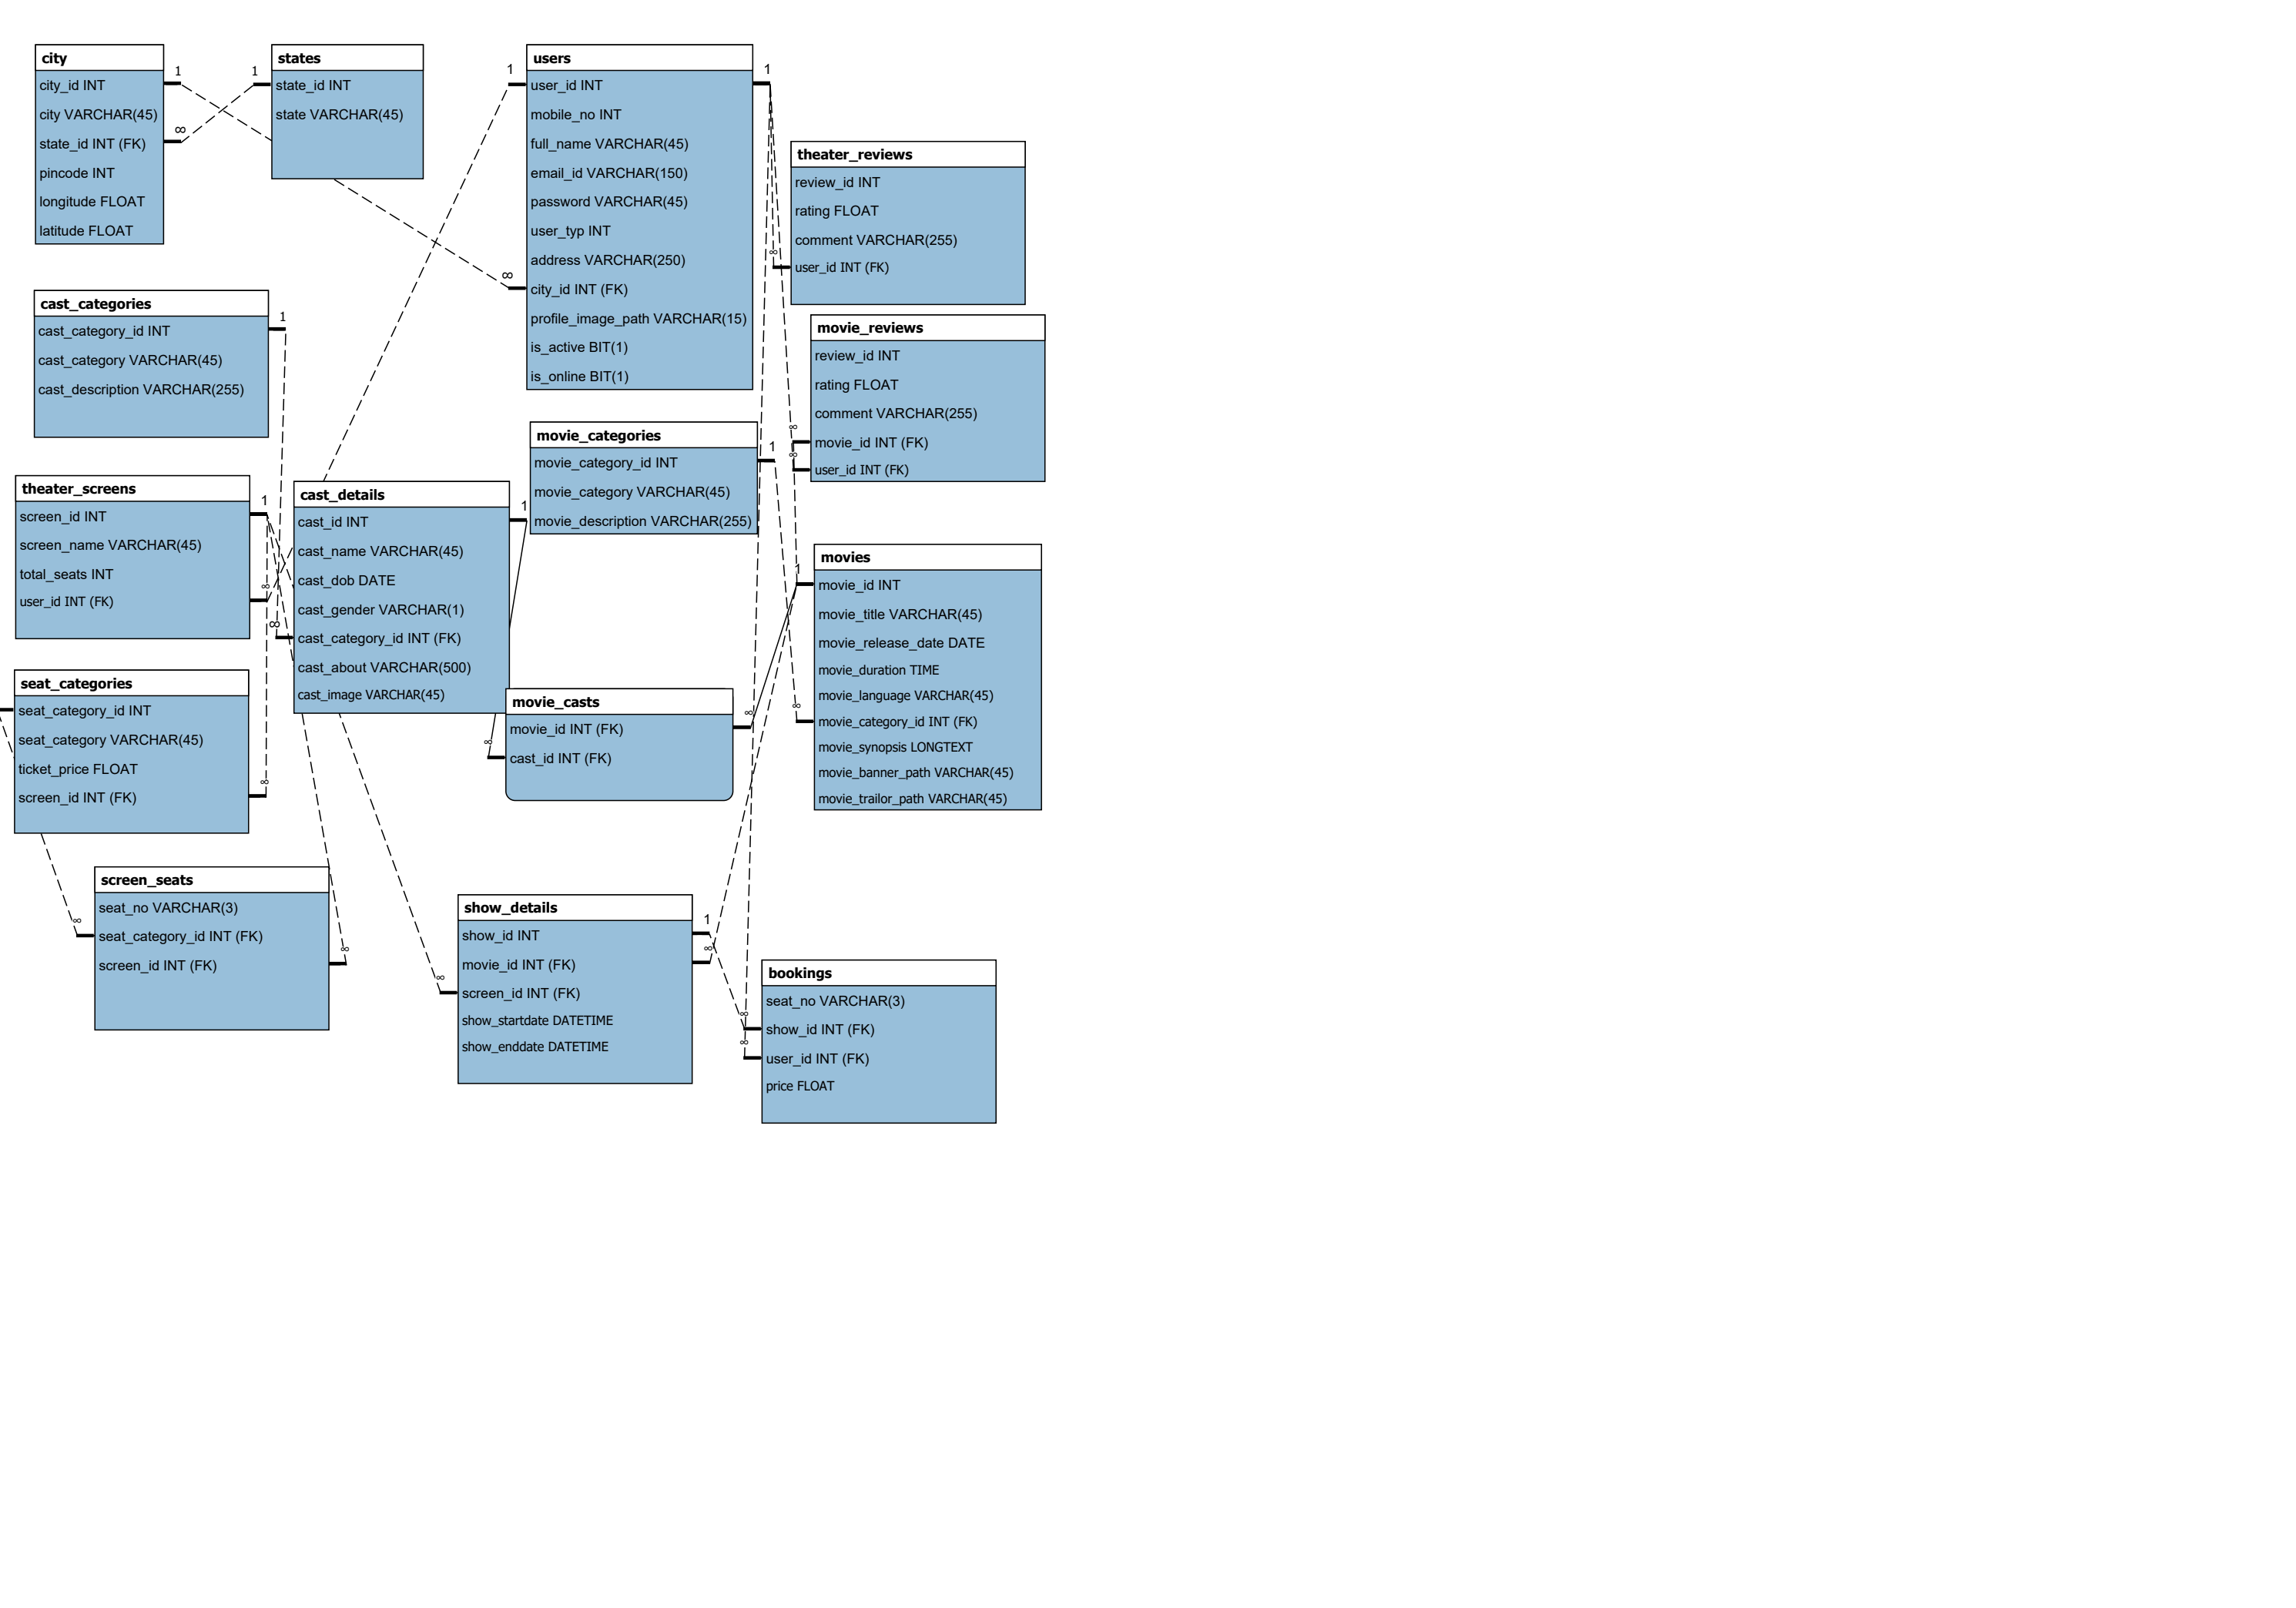 city
city_id INT
city VARCHAR(45)
state_id INT (FK)
pincode INT
longitude FLOAT
latitude FLOAT
1
∞
states
state_id INT
state VARCHAR(45)
1
users
user_id INT
mobile_no INT
full_name VARCHAR(45)
email_id VARCHAR(150)
password VARCHAR(45)
user_typ INT
address VARCHAR(250)
city_id INT (FK)
profile_image_path VARCHAR(15)
is_active BIT(1)
is_online BIT(1)
1
∞
1
theater_reviews
review_id INT
rating FLOAT
comment VARCHAR(255)
user_id INT (FK)
∞
movie_reviews
review_id INT
rating FLOAT
comment VARCHAR(255)
movie_id INT (FK)
user_id INT (FK)
∞
∞
cast_categories
cast_category_id INT
cast_category VARCHAR(45)
cast_description VARCHAR(255)
1
movie_categories
movie_category_id INT
movie_category VARCHAR(45)
movie_description VARCHAR(255)
1
theater_screens
screen_id INT
screen_name VARCHAR(45)
total_seats INT
user_id INT (FK)
1
∞
cast_details
cast_id INT
cast_name VARCHAR(45)
cast_dob DATE
cast_gender VARCHAR(1)
cast_category_id INT (FK)
cast_about VARCHAR(500)
cast_image VARCHAR(45)
1
∞
movies
movie_id INT
movie_title VARCHAR(45)
movie_release_date DATE
movie_duration TIME
movie_language VARCHAR(45)
movie_category_id INT (FK)
movie_synopsis LONGTEXT
movie_banner_path VARCHAR(45)
movie_trailor_path VARCHAR(45)
1
∞
seat_categories
seat_category_id INT
seat_category VARCHAR(45)
ticket_price FLOAT
screen_id INT (FK)
∞
movie_casts
movie_id INT (FK)
cast_id INT (FK)
∞
∞
screen_seats
seat_no VARCHAR(3)
seat_category_id INT (FK)
screen_id INT (FK)
∞
∞
show_details
show_id INT
movie_id INT (FK)
screen_id INT (FK)
show_startdate DATETIME
show_enddate DATETIME
1
∞
∞
bookings
seat_no VARCHAR(3)
show_id INT (FK)
user_id INT (FK)
price FLOAT
∞
∞